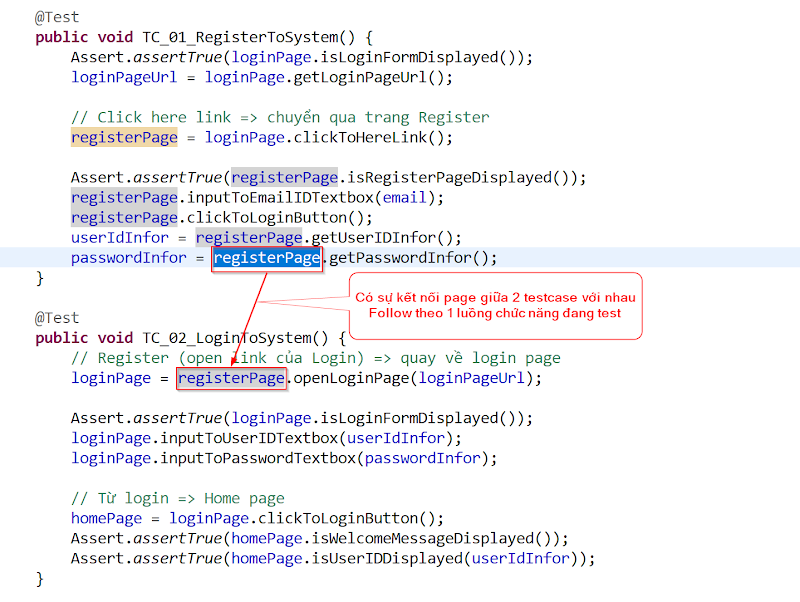 @Test
public void TC_01_RegisterToSystem() {
Assert.assertTrue(loginPage.isLoginFormDisplayed());
loginPageUrl = loginPage.getLoginPageUrl();
// Click here link => chuyển qua trang Register
registerPage = loginPage.clickToHereLink();
Assert.assertTrue(registerPage.isRegisterPageDisplayed());
registerPage.inputToEmailIDTextbox(email);
registerPage.clickToLoginButton();
userIdInfor = registerPage.getUserIDInfor();
passwordInfor = registerPage.getPasswordInfor();
}
Có sự kết nối page giữa 2 testcase với nhau
Follow theo 1 luồng chức năng đang test
@Test
public void TC_02_LoginToSystem() {
// Register (open link của Login) => quay về login page
loginPage = registerPage.openLoginPage(loginPageUrl);
Assert.assertTrue(loginPage.isLoginFormDisplayed());
loginPage.inputToUserIDTextbox(userIdInfor);
loginPage.inputToPasswordTextbox(passwordInfor);
// Từ login => Home page
homePage = loginPage.clickToLoginButton();
Assert.assertTrue(homePage.isWelcomeMessageDisplayed());
Assert.assertTrue(homePage.isUserIDDisplayed(userIdInfor));
}